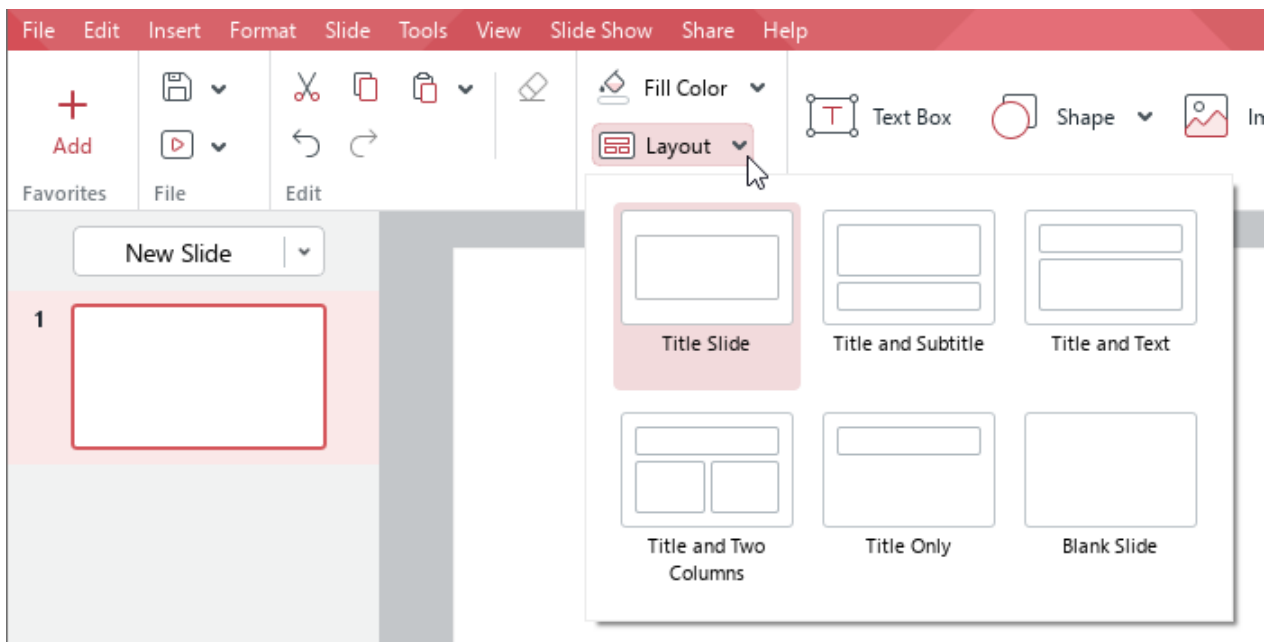 File Edit Insert Format Slide Tools View Slide Show Share Help
Add
Favorites
File
Edit
Fill Color
Layout
Text Box
Shape
New Slide
1
Title Slide
Title and Subtitle
Title and Text
Title and Two
Columns
Title Only
Blank Slide